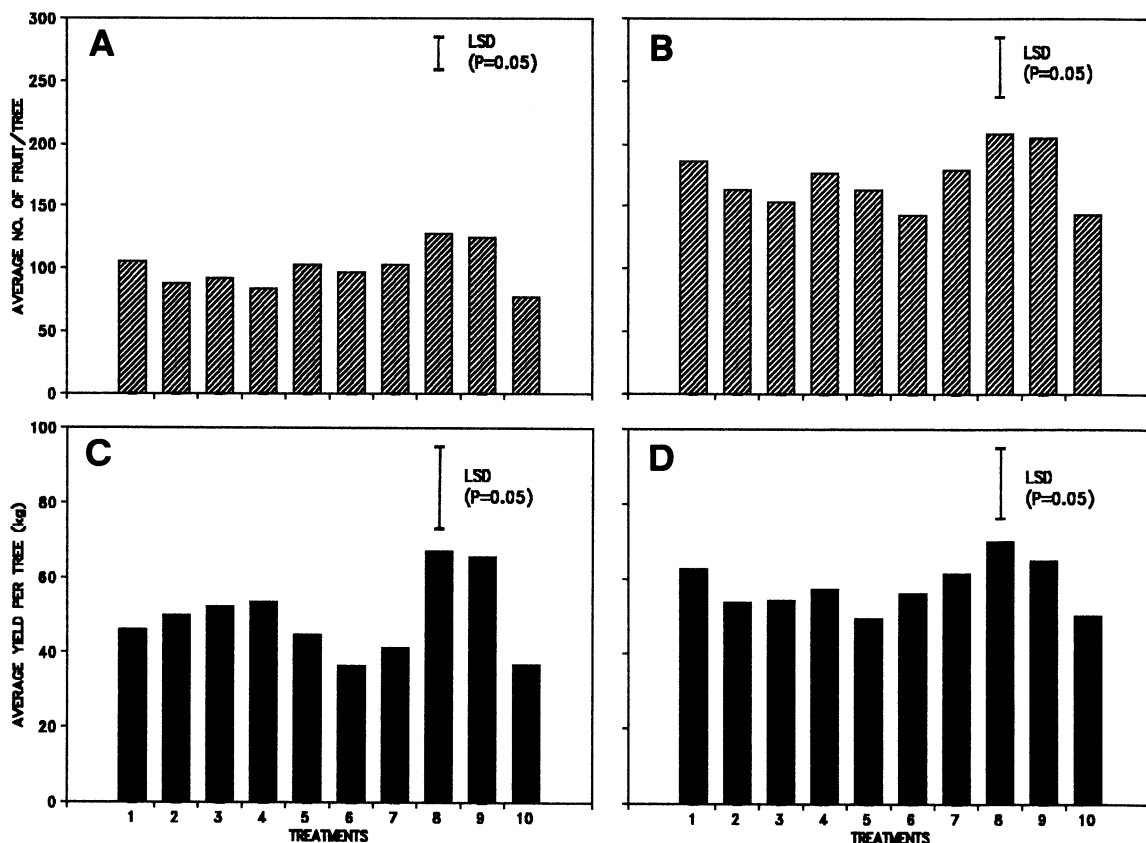 A
300
250
200
150
100
50
0
AVERAGE NO. OF FRUIT/TREE
LSD
(P=0.05)
B
LSD
(P=0.05)
C
100
80
60
40
20
0
AVERAGE YIELD PER TREE (kg)
LSD
(P=0.05)
1 2 3 4 5 6 7 8 9 10
TREATMENTS
D
LSD
(P=0.05)
1 2 3 4 5 6 7 8 9 10
TREATMENTS